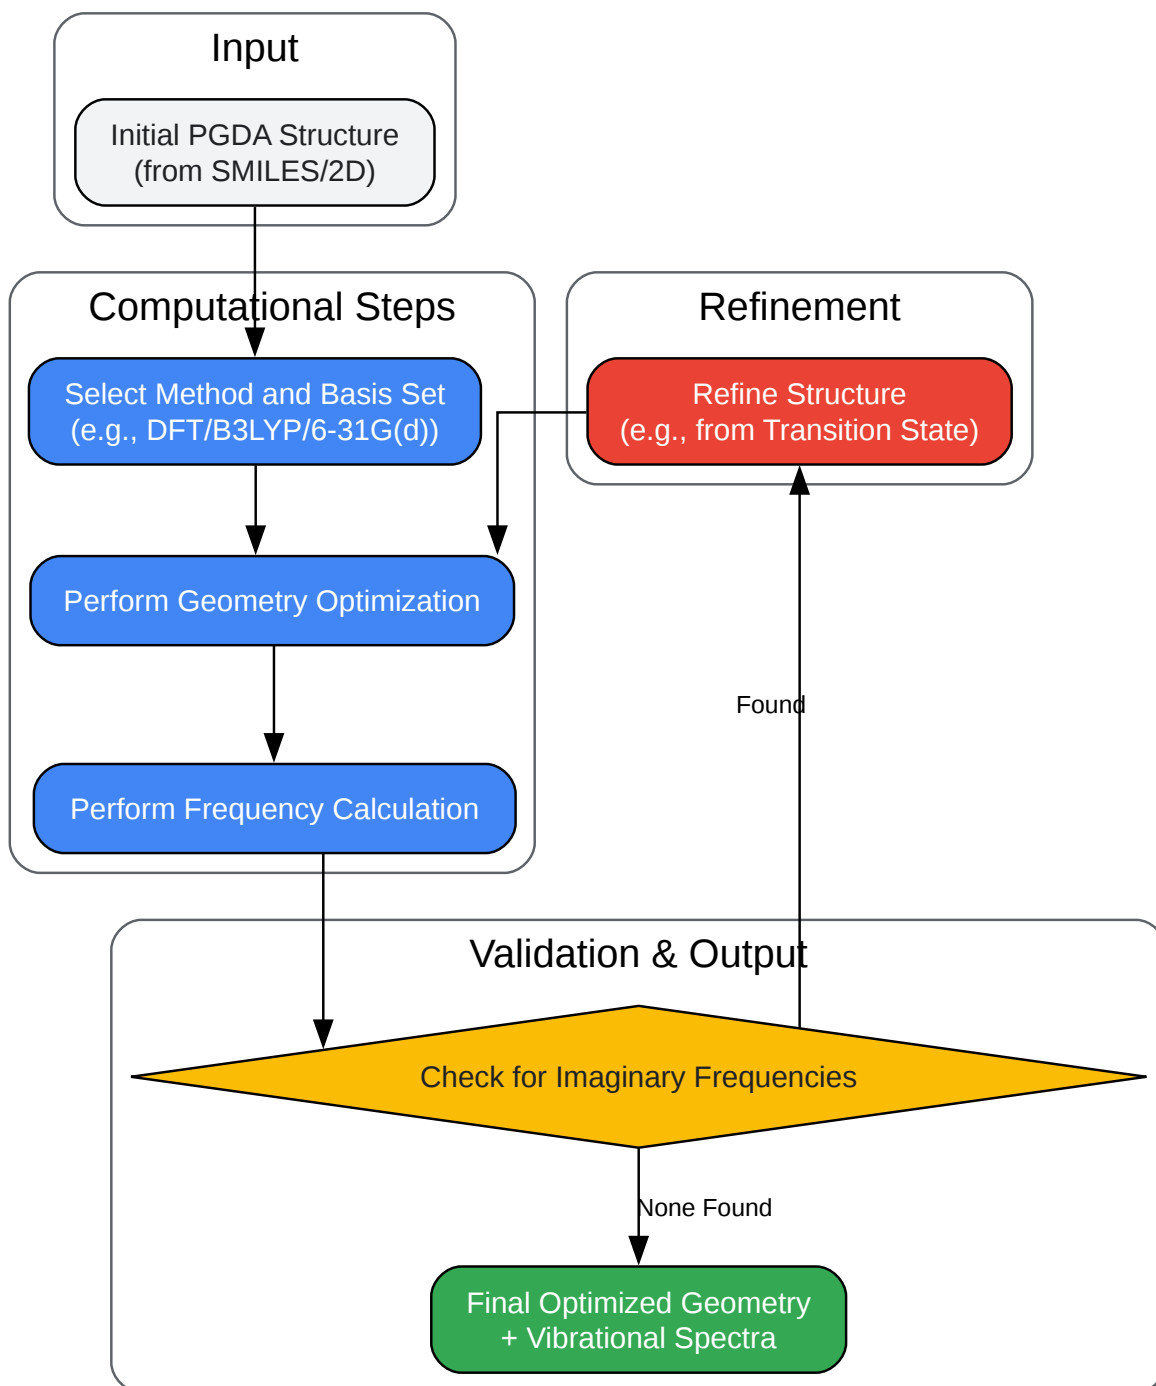 Input
Initial PGDA Structure
(from SMILES/2D)
Computational Steps
Select Method and Basis Set
(e.g., DFT/B3LYP/6-31G(d))
Perform Geometry Optimization
Perform Frequency Calculation
Refinement
Refine Structure
(e.g., from Transition State)
Found
Validation & Output
Check for Imaginary Frequencies
None Found
Final Optimized Geometry
+ Vibrational Spectra